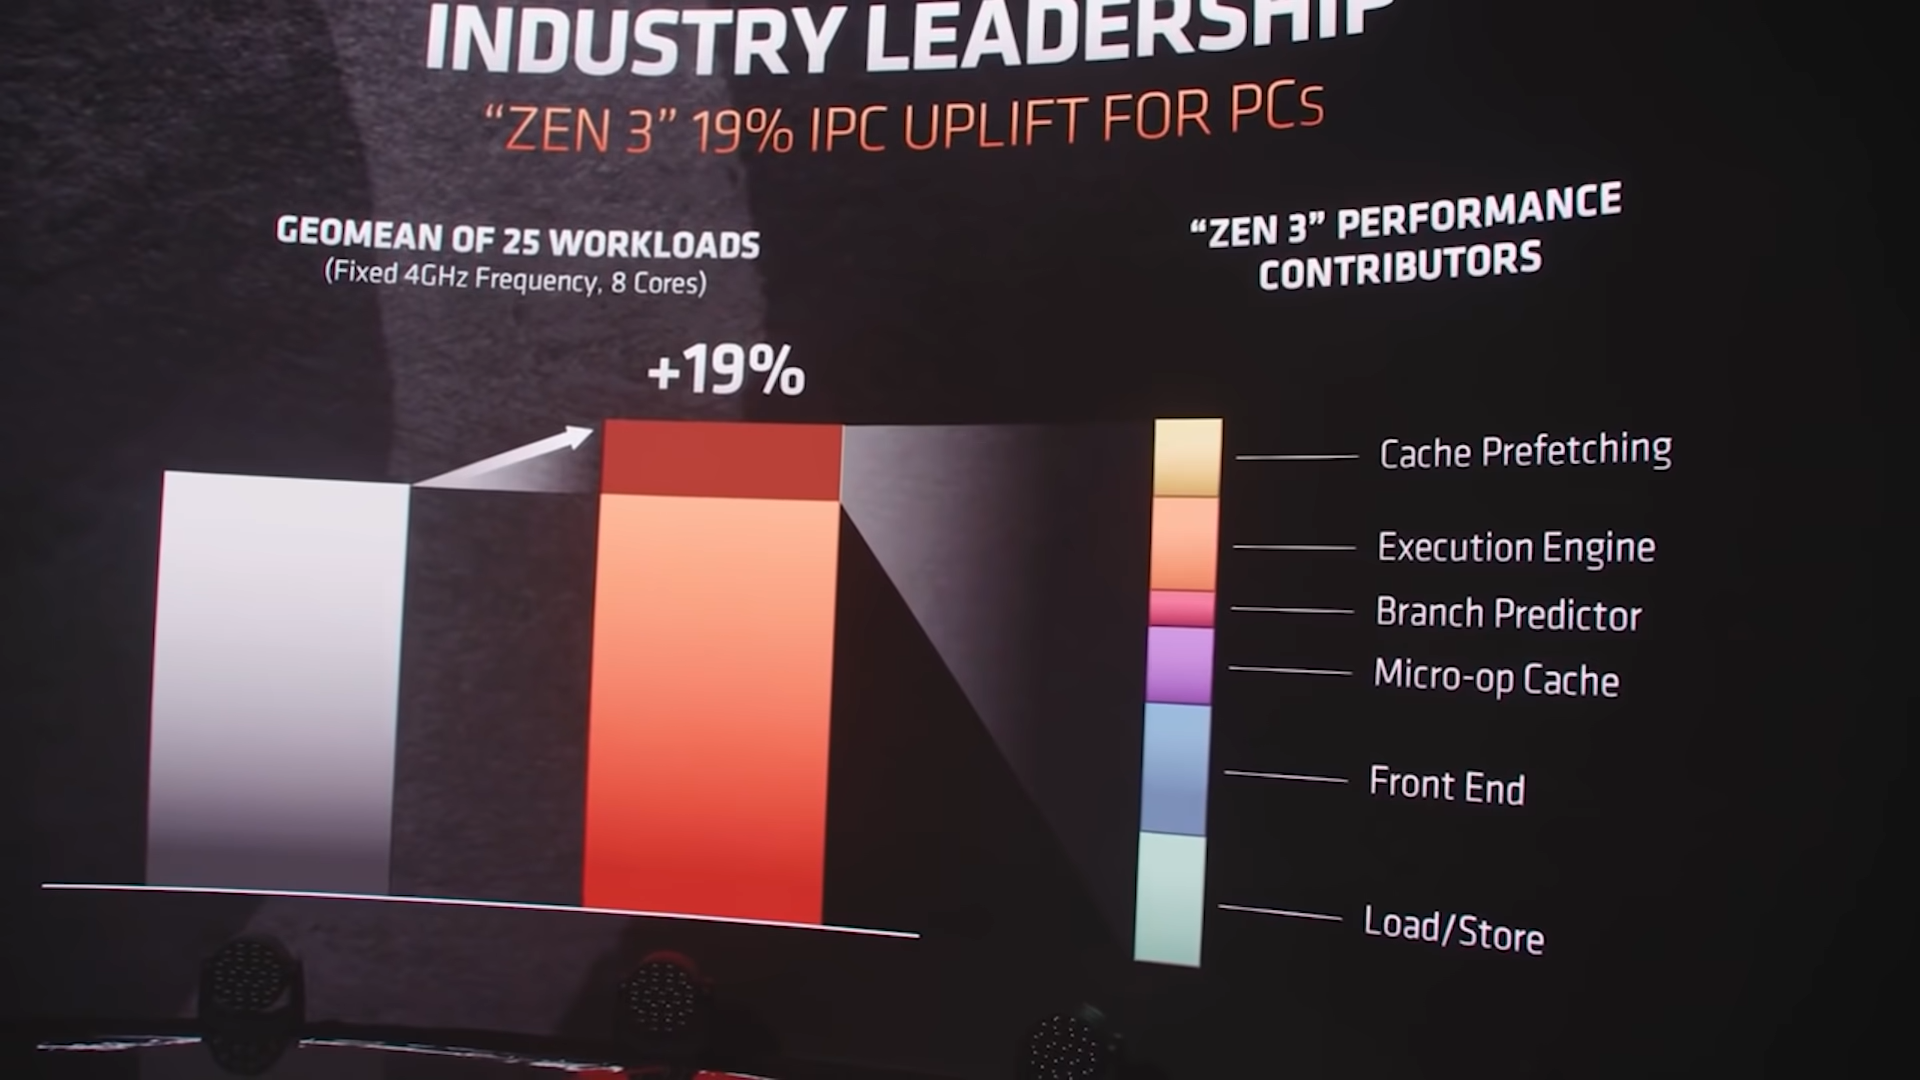 INDUSTRY LEADERSHIP
“ZEN 3” 19% IPC UPLIFT FOR PCs
GEOMEAN OF 25 WORKLOADS
(Fixed 4GHz Frequency, 8 Cores)
+19%
“ZEN 3” PERFORMANCE
CONTRIBUTORS
Cache Prefetching
Execution Engine
Branch Predictor
Micro-op Cache
Front End
Load/Store